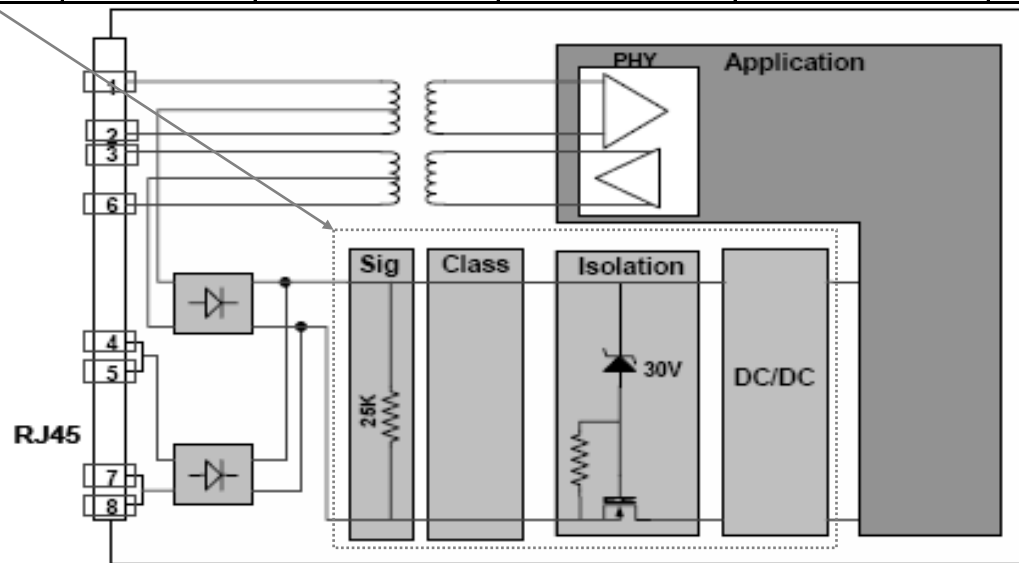 PHY
Application
1
2
3
6
Sig
Class
Isolation
4
5
25K
30V
DC/DC
RJ45
7
8